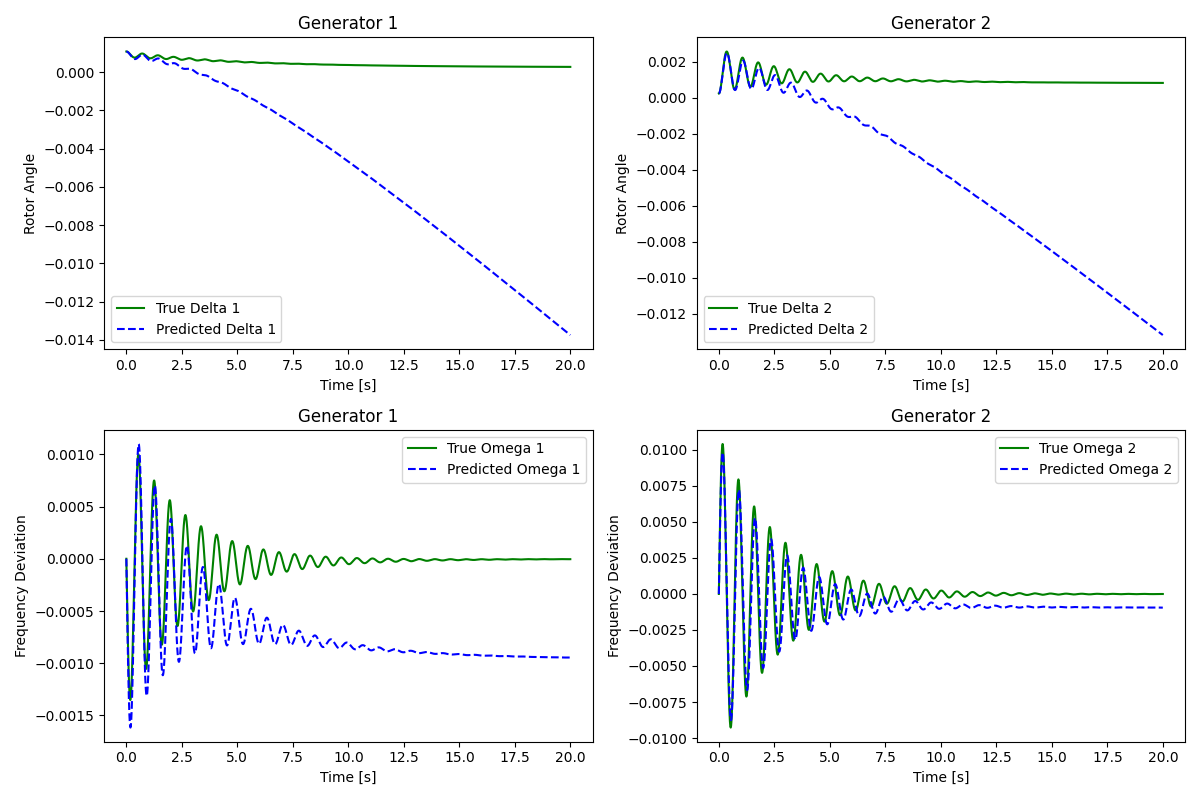 Generator 1
0.000
−0.002
−0.004
−0.006
−0.008
−0.010
−0.012
−0.014
Rotor Angle
True Delta 1
Predicted Delta 1
0.0 2.5 5.0 7.5 10.0 12.5 15.0 17.5 20.0
Time [s]
Generator 2
0.002
0.000
−0.002
−0.004
−0.006
−0.008
−0.010
−0.012
Rotor Angle
True Delta 2
Predicted Delta 2
0.0 2.5 5.0 7.5 10.0 12.5 15.0 17.5 20.0
Time [s]
Generator 1
0.0010
0.0005
0.0000
−0.0005
−0.0010
−0.0015
Frequency Deviation
True Omega 1
Predicted Omega 1
0.0 2.5 5.0 7.5 10.0 12.5 15.0 17.5 20.0
Time [s]
Generator 2
0.0100
0.0075
0.0050
0.0025
0.0000
−0.0025
−0.0050
−0.0075
−0.0100
Frequency Deviation
True Omega 2
Predicted Omega 2
0.0 2.5 5.0 7.5 10.0 12.5 15.0 17.5 20.0
Time [s]